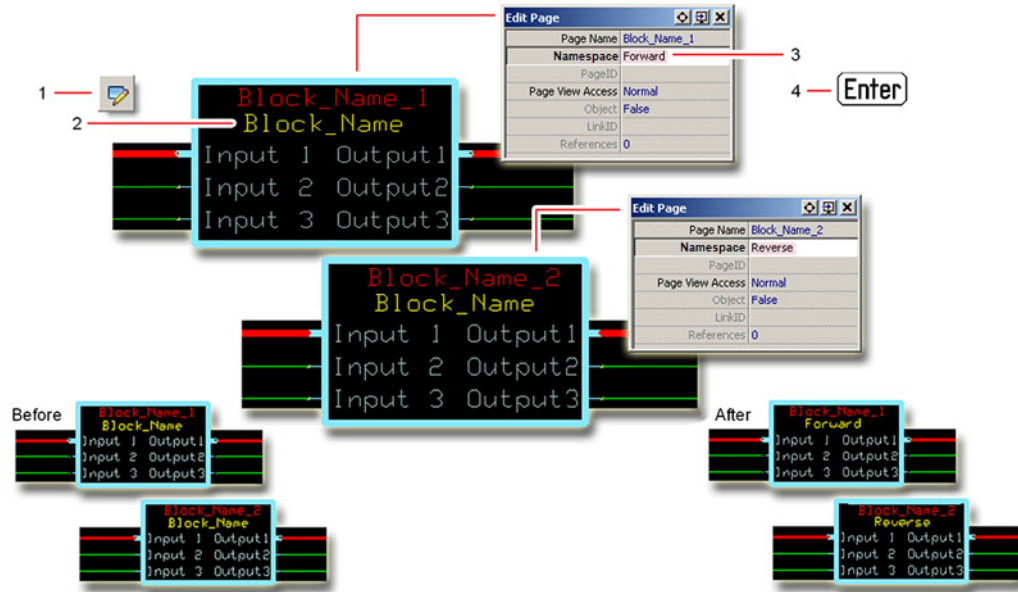 Edit Page
Page Name Block_Name_1
Namespace Forward
PageID
Page View Access Normal
Object False
LinkID
References 0
3
4
Enter
1
2
Block_Name_1
Block_Name
Input 1 Output1
Input 2 Output2
Input 3 Output3
Edit Page
Page Name Block_Name_2
Namespace Reverse
PageID
Page View Access Normal
Object False
LinkID
References 0
Block_Name_2
Block_Name
Input 1 Output1
Input 2 Output2
Input 3 Output3
Before
Block_Name_1
Block_Name
Input 1 Output1
Input 2 Output2
Input 3 Output3
Block_Name_2
Block_Name
Input 1 Output1
Input 2 Output2
Input 3 Output3
After
Block_Name_1
Forward
Input 1 Output1
Input 2 Output2
Input 3 Output3
Block_Name_2
Reverse
Input 1 Output1
Input 2 Output2
Input 3 Output3